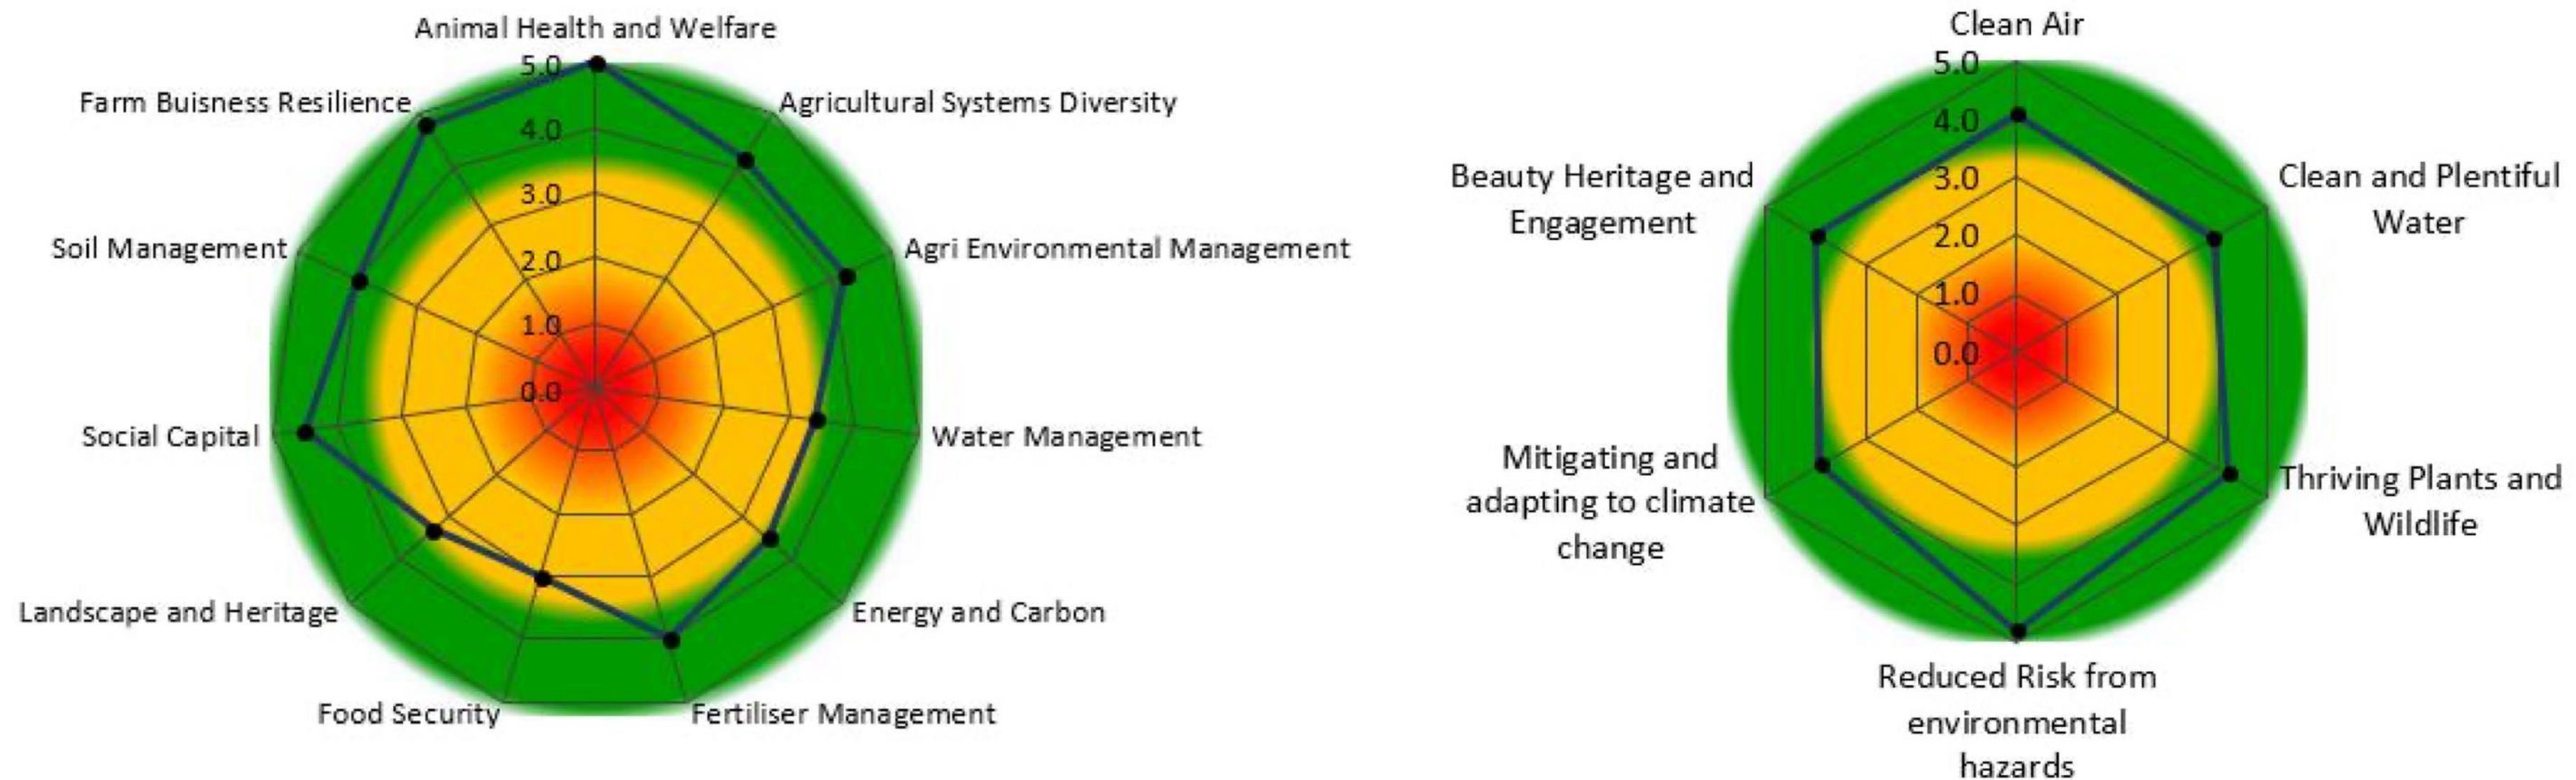 Animal Health and Welfare
5.0
Farm Buisness Resilience
Agricultural Systems Diversity
4.0
3.0
Soil Management
Agri Environmental Management
2.0
1.0
0.0
Social Capital
Water Management
Landscape and Heritage
Energy and Carbon
Food Security
Fertiliser Management
Clean Air
5.0
4.0
Beauty Heritage and
Engagement
3.0
Clean and Plentiful
Water
2.0
1.0
0.0
Mitigating and
adapting to climate
change
Thriving Plants and
Wildlife
Reduced Risk from
environmental
hazards